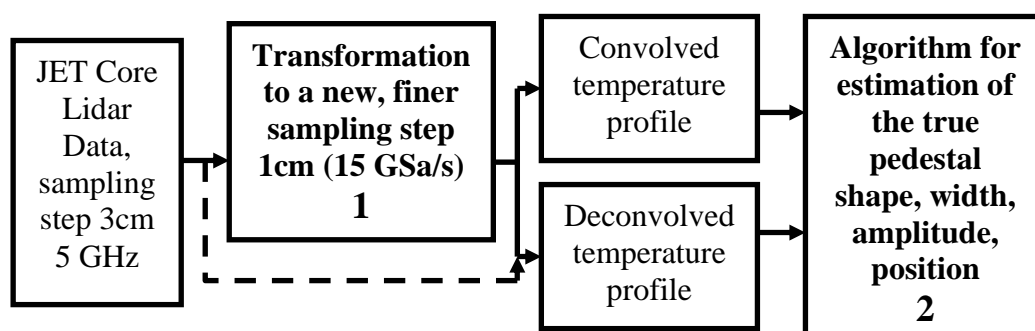 JET Core
Lidar
Data,
sampling
step 3cm
5 GHz
Transformation
to a new, finer
sampling step
1cm (15 GSa/s)
1
Convolved
temperature
profile
Deconvolved
temperature
profile
Algorithm for
estimation of
the true
pedestal
shape, width,
amplitude,
position
2